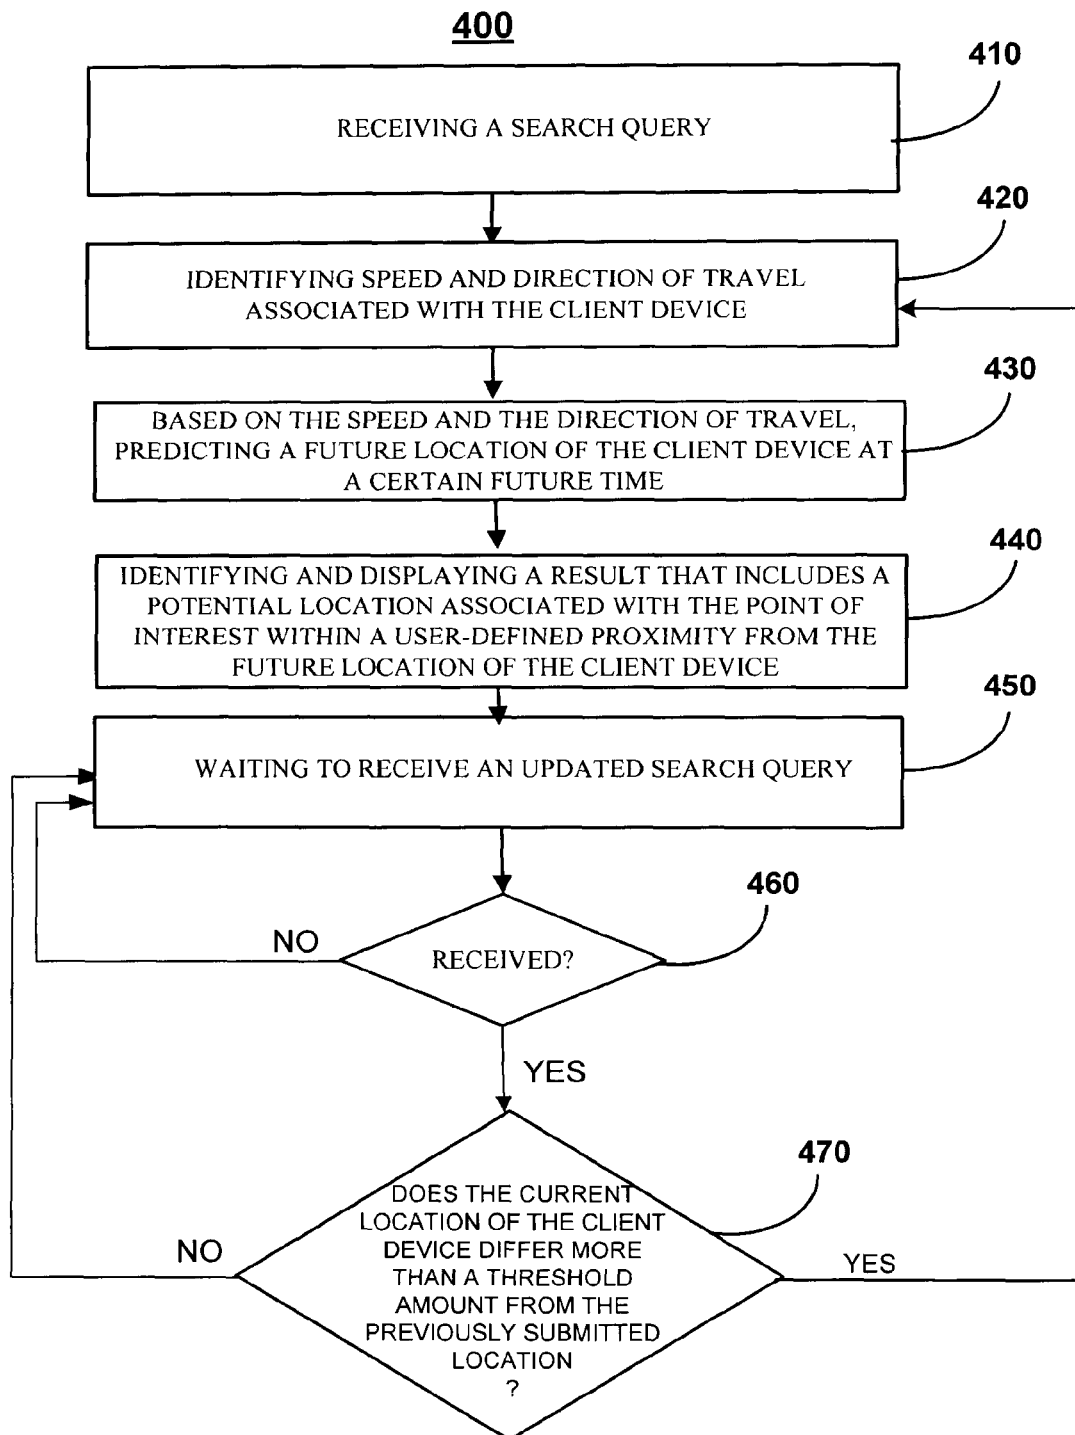 400
410
RECEIVING A SEARCH QUERY
420
IDENTIFYING SPEED AND DIRECTION OF TRAVEL
ASSOCIATED WITH THE CLIENT DEVICE
430
BASED ON THE SPEED AND THE DIRECTION OF TRAVEL,
PREDICTING A FUTURE LOCATION OF THE CLIENT DEVICE AT
A CERTAIN FUTURE TIME
440
IDENTIFYING AND DISPLAYING A RESULT THAT INCLUDES A
POTENTIAL LOCATION ASSOCIATED WITH THE POINT OF
INTEREST WITHIN A USER-DEFINED PROXIMITY FROM THE
FUTURE LOCATION OF THE CLIENT DEVICE
450
WAITING TO RECEIVE AN UPDATED SEARCH QUERY
460
NO
RECEIVED?
YES
470
DOES THE CURRENT
LOCATION OF THE CLIENT
DEVICE DIFFER MORE
THAN A THRESHOLD
AMOUNT FROM THE
PREVIOUSLY SUBMITTED
LOCATION
?
NO
YES